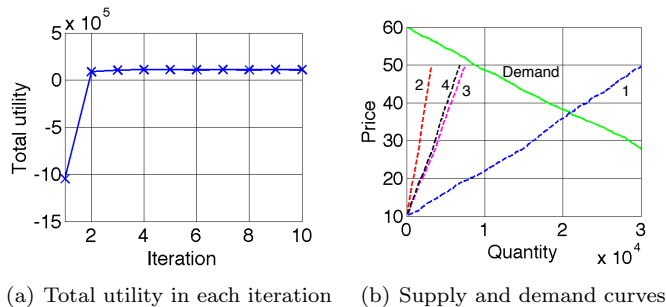 5 x 10^5
0
-5
-10
-15
2 4 6 8 10
Total utility
Iteration
(a) Total utility in each iteration
60
50
40
30
20
10
0 1 2 3
x 10^4
Price
Quantity
Demand
2
4
3
1
(b) Supply and demand curves